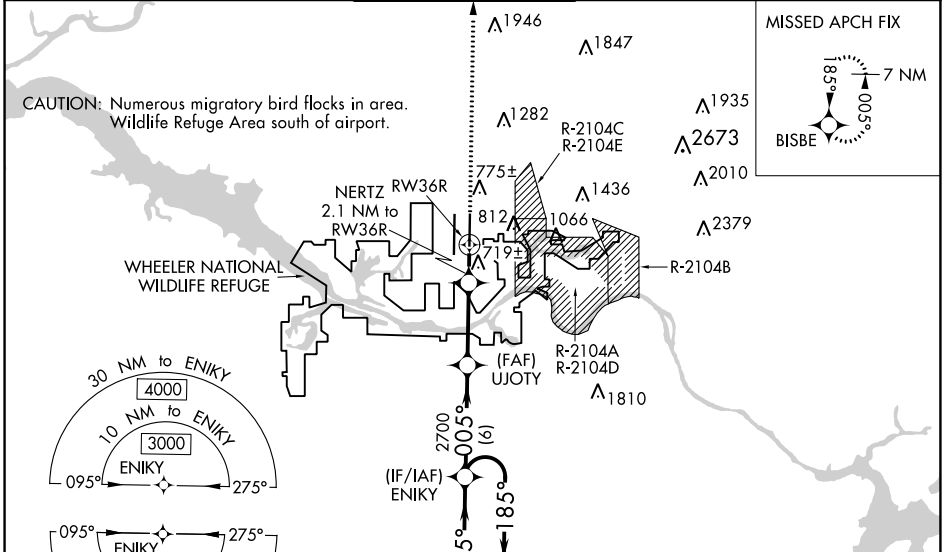 1946
1847
MISSED APCH FIX
185°
7 NM
005°
BISBE
CAUTION: Numerous migratory bird flocks in area.
Wildlife Refuge Area south of airport.
1282
1935
R-2104C
R-2104E
2673
775±
2010
NERTZ
2.1 NM to
RW36R
RW36R
1436
812
1066
2379
719±
WHEELER NATIONAL
WILDLIFE REFUGE
R-2104B
(FAF)
UJOTY
R-2104A
R-2104D
1810
30 NM to ENIKY
4000
10 NM to ENIKY
3000
ENIKY
095°
275°
2700
005°
(6)
(IF/IAF)
ENIKY
185°
095°
275°
ENIKY
5°